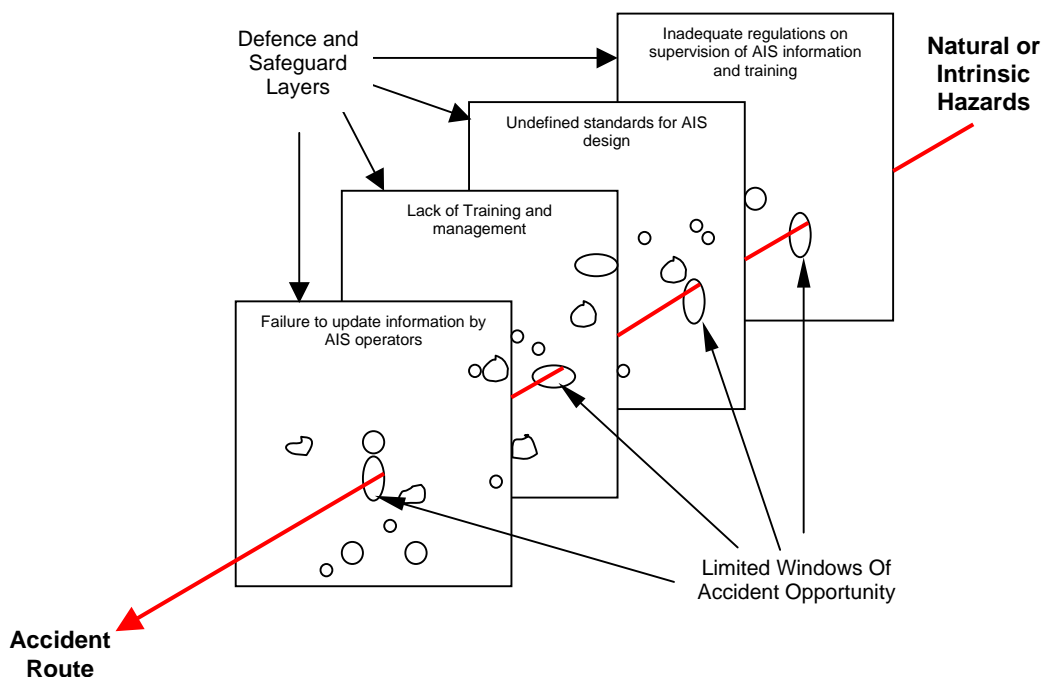 Defence and
Safeguard
Layers
Inadequate regulations on
supervision of AIS information
and training
Natural or
Intrinsic
Hazards
Undefined standards for AIS
design
Lack of Training and
management
Failure to update information by
AIS operators
Limited Windows Of
Accident Opportunity
Accident
Route